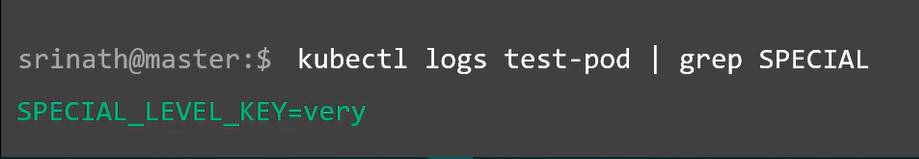 srinath@master:$ kubectl logs test-pod | grep SPECIAL
SPECIAL_LEVEL_KEY=very